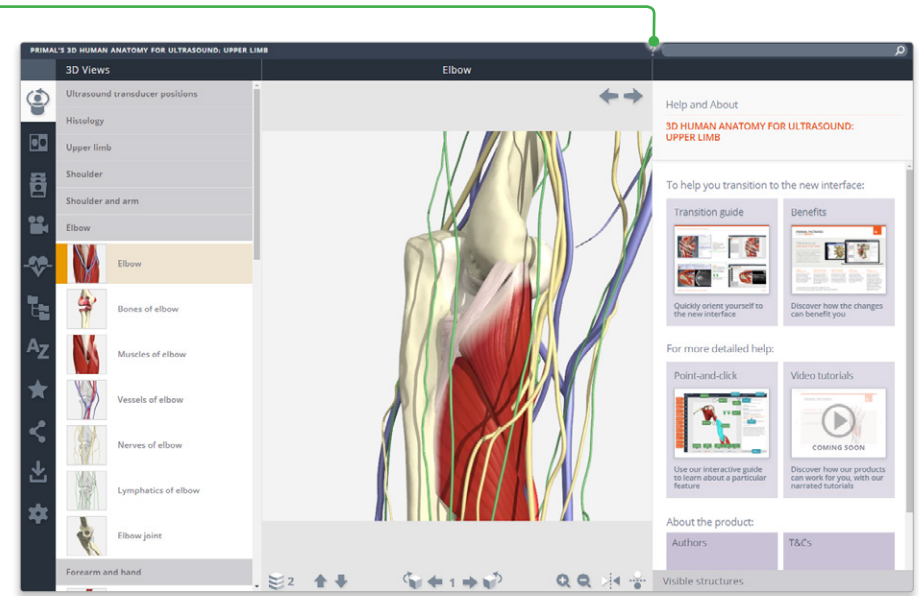 PRIMAL'S 3D HUMAN ANATOMY FOR ULTRASOUND: UPPER LIMB
?
3D Views
Elbow
Ultrasound transducer positions
Histology
Upper limb
Shoulder
Shoulder and arm
Elbow
Elbow
Bones of elbow
Muscles of elbow
Vessels of elbow
Nerves of elbow
Lymphatics of elbow
Elbow joint
Forearm and hand
AZ
2
1
Help and About
3D HUMAN ANATOMY FOR ULTRASOUND:
UPPER LIMB
To help you transition to the new interface:
Transition guide
Quickly orient yourself to
the new interface
Benefits
Discover how the changes
can benefit you
For more detailed help:
Point-and-click
Use our interactive guide
to learn about a particular
feature
Video tutorials
COMING SOON
Discover how our products
can work for you, with our
narrated tutorials
About the product:
Authors
T&Cs
Visible structures